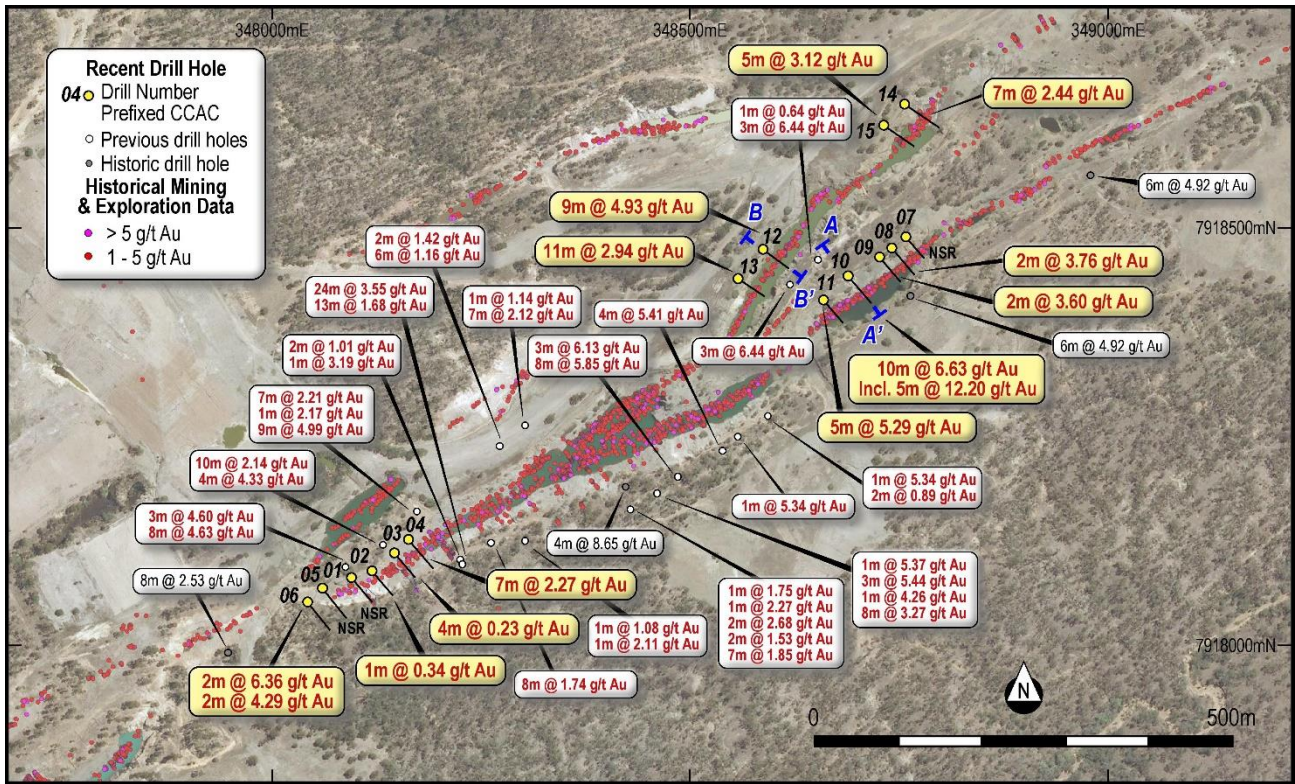 348000mE
348500mE
349000mE
Recent Drill Hole
04 Drill Number
Prefixed CCAC
Previous drill holes
Historic drill hole
Historical Mining
& Exploration Data
> 5 g/t Au
1 - 5 g/t Au
5m @ 3.12 g/t Au
14
7m @ 2.44 g/t Au
1m @ 0.64 g/t Au
3m @ 6.44 g/t Au
15
6m @ 4.92 g/t Au
9m @ 4.93 g/t Au
B
12
A
07
7918500mN
2m @ 1.42 g/t Au
6m @ 1.16 g/t Au
11m @ 2.94 g/t Au
13
B'
10
09
08
NSR
2m @ 3.76 g/t Au
11
2m @ 3.60 g/t Au
24m @ 3.55 g/t Au
13m @ 1.68 g/t Au
1m @ 1.14 g/t Au
7m @ 2.12 g/t Au
4m @ 5.41 g/t Au
A'
2m @ 1.01 g/t Au
1m @ 3.19 g/t Au
3m @ 6.13 g/t Au
8m @ 5.85 g/t Au
3m @ 6.44 g/t Au
6m @ 4.92 g/t Au
10m @ 6.63 g/t Au
Incl. 5m @ 12.20 g/t Au
7m @ 2.21 g/t Au
1m @ 2.17 g/t Au
9m @ 4.99 g/t Au
5m @ 5.29 g/t Au
10m @ 2.14 g/t Au
4m @ 4.33 g/t Au
1m @ 5.34 g/t Au
2m @ 0.89 g/t Au
3m @ 4.60 g/t Au
8m @ 4.63 g/t Au
1m @ 5.34 g/t Au
03
04
4m @ 8.65 g/t Au
8m @ 2.53 g/t Au
06
05
01
02
NSR
NSR
7m @ 2.27 g/t Au
1m @ 5.37 g/t Au
3m @ 5.44 g/t Au
1m @ 4.26 g/t Au
8m @ 3.27 g/t Au
1m @ 1.75 g/t Au
1m @ 2.27 g/t Au
2m @ 2.68 g/t Au
2m @ 1.53 g/t Au
7m @ 1.85 g/t Au
4m @ 0.23 g/t Au
1m @ 1.08 g/t Au
1m @ 2.11 g/t Au
7918000mN
2m @ 6.36 g/t Au
2m @ 4.29 g/t Au
1m @ 0.34 g/t Au
8m @ 1.74 g/t Au
N
0
500m